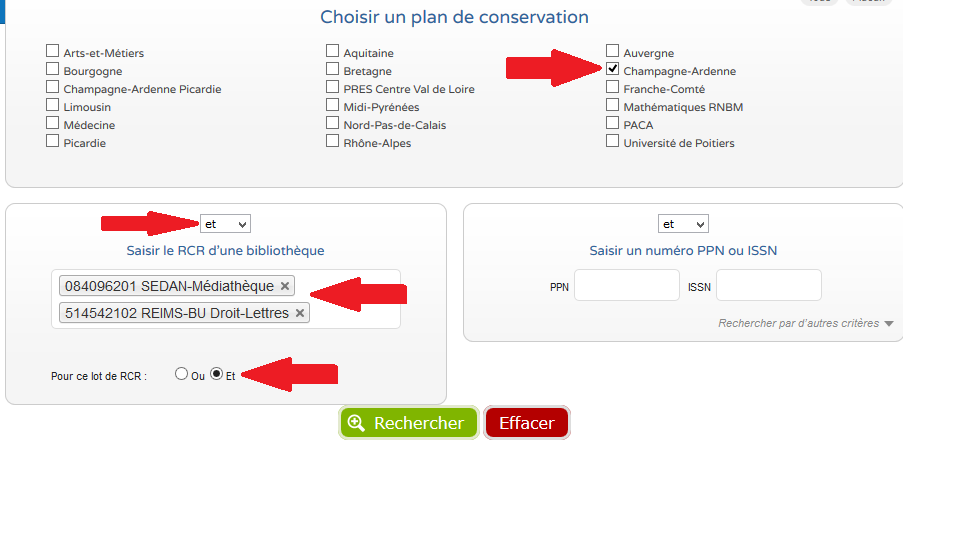 Choisir un plan de conservation
Arts-et-Métiers
Aquitaine
Auvergne
Bourgogne
Bretagne
Champagne-Ardenne
Champagne-Ardenne Picardie
PRES Centre Val de Loire
Franche-Comté
Limousin
Midi-Pyrénées
Mathématiques RNBM
Médecine
Nord-Pas-de-Calais
PACA
Picardie
Rhône-Alpes
Université de Poitiers
et
Saisir le RCR d'une bibliothèque
084096201 SEDAN-Médiathèque ×
514542102 REIMS-BU Droit-Lettres ×
Pour ce lot de RCR : Ou Et
et
Saisir un numéro PPN ou ISSN
PPN ISSN
Rechercher par d'autres critères
Rechercher
Effacer